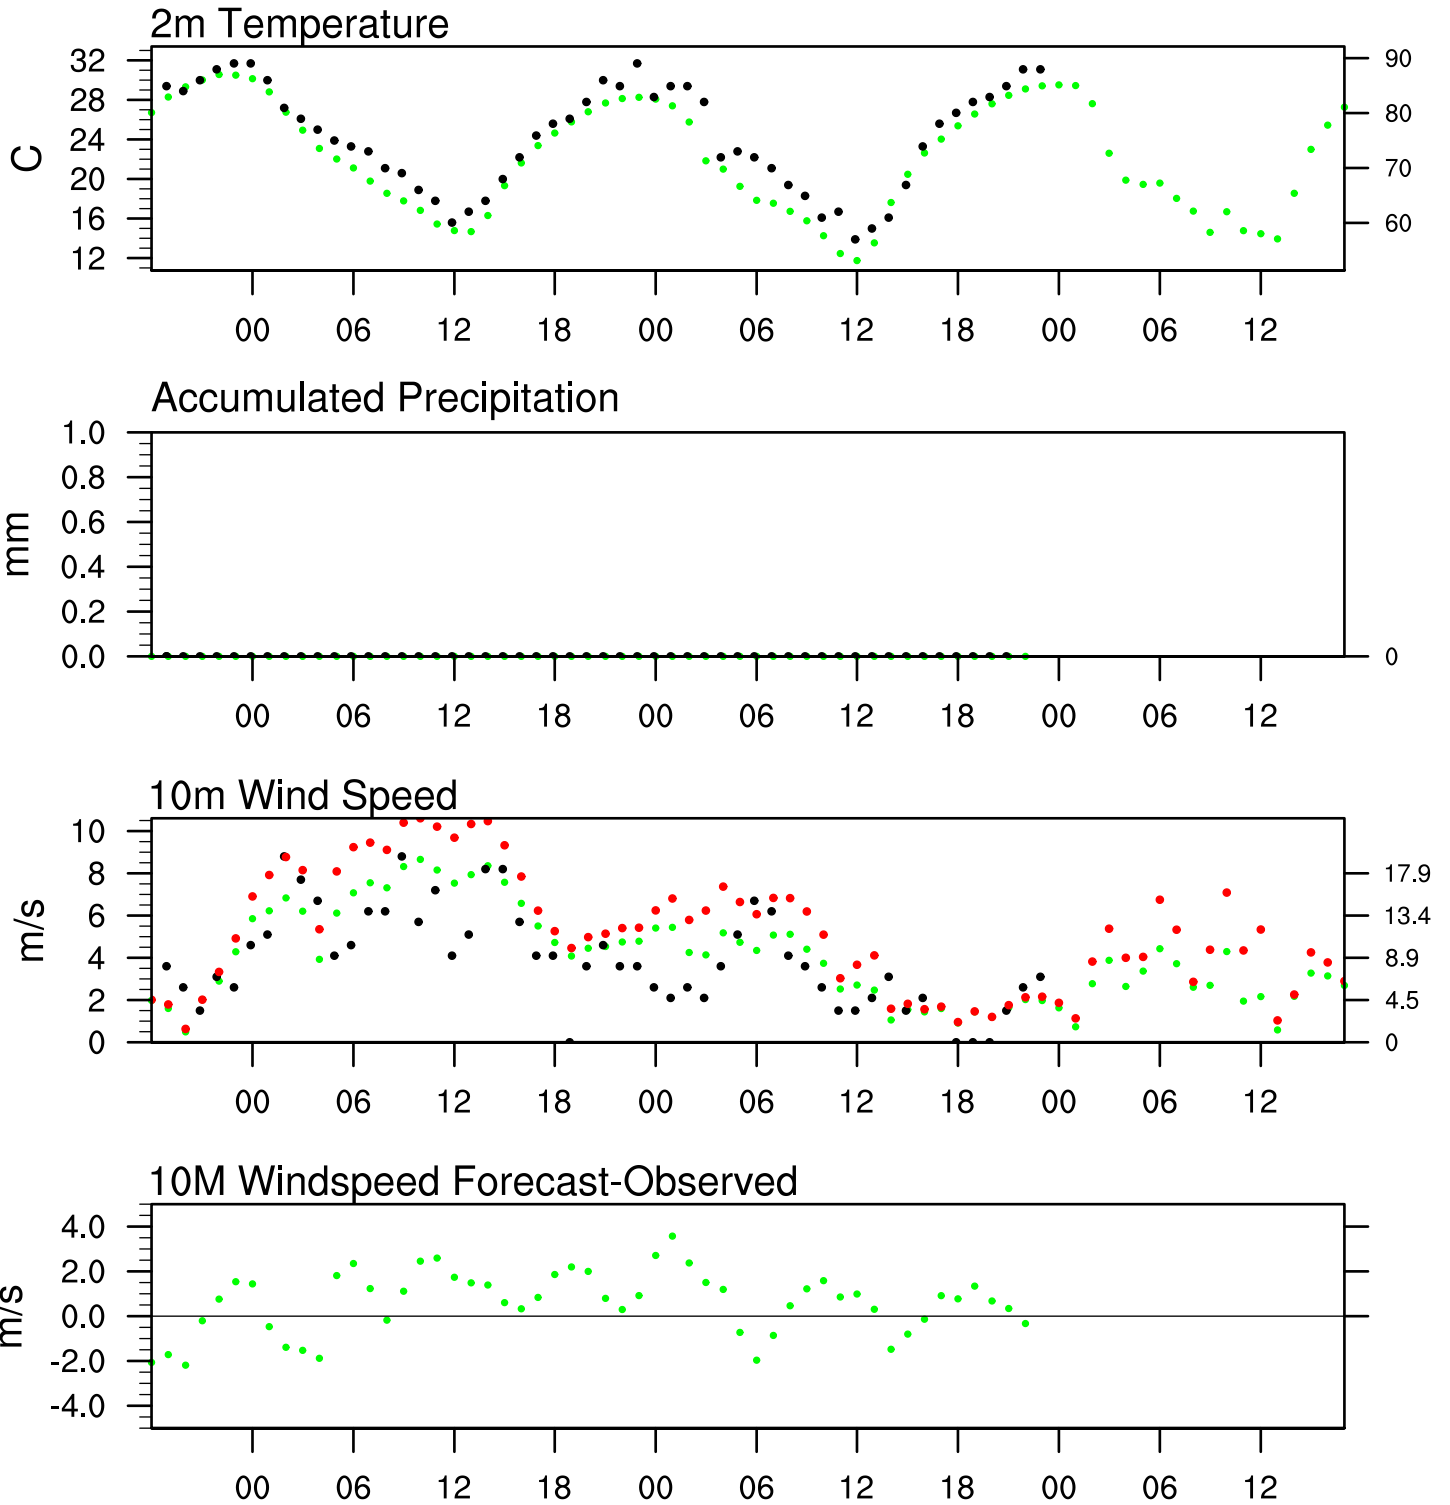 2m Temperature
32
28
24
20
16
12
C
90
80
70
60
00 06 12 18 00 06 12 18 00 06 12
Accumulated Precipitation
1.0
0.8
0.6
0.4
0.2
0.0
mm
0
00 06 12 18 00 06 12 18 00 06 12
10m Wind Speed
10
8
6
4
2
0
m/s
17.9
13.4
8.9
4.5
0
00 06 12 18 00 06 12 18 00 06 12
10M Windspeed Forecast-Observed
4.0
2.0
0.0
-2.0
-4.0
m/s
00 06 12 18 00 06 12 18 00 06 12